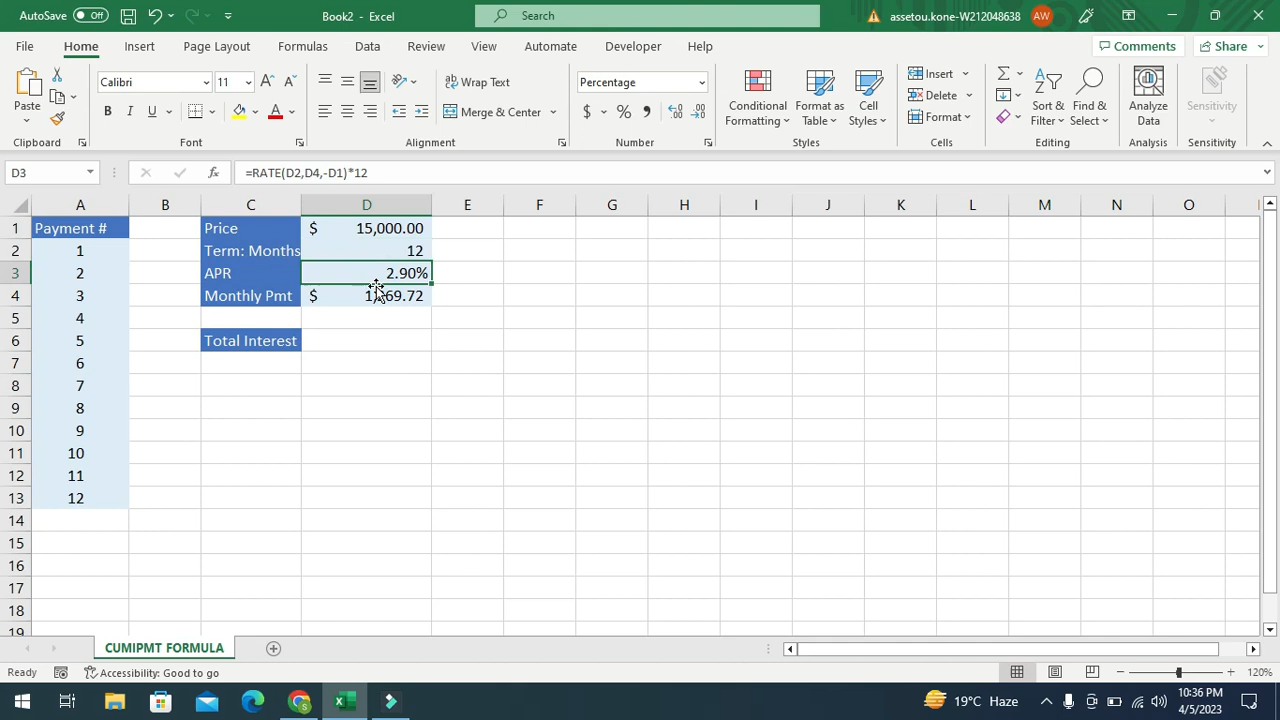 AutoSave Off Book2 - Excel Search assetou.kone-W212048638 AW
File Home Insert Page Layout Formulas Data Review View Automate Developer Help Comments Share
Paste Calibri 11 Wrap Text Percentage Conditional Formatting Format as Table Cell Styles Insert Sort & Filter Find & Select Analyze Data Sensitivity
B I U A Merge & Center $ % Delete
Format
Clipboard Font Alignment Number Styles Cells Editing Analysis Sensitivity
D3 fx =RATE(D2,D4,-D1)*12
A B C D E F G H I J K L M N O
1 Payment # Price $ 15,000.00
2 1 Term: Months 12
3 2 APR 2.90%
4 3 Monthly Pmt $
5 4
6 5 Total Interest
7 6
8 7
9 8
10 9
11 10
12 11
13 12
14
15
16
17
18
19
CUMIPMT FORMULA
Ready Accessibility: Good to go 120%
19°C Haze 10:36 PM
4/5/2023